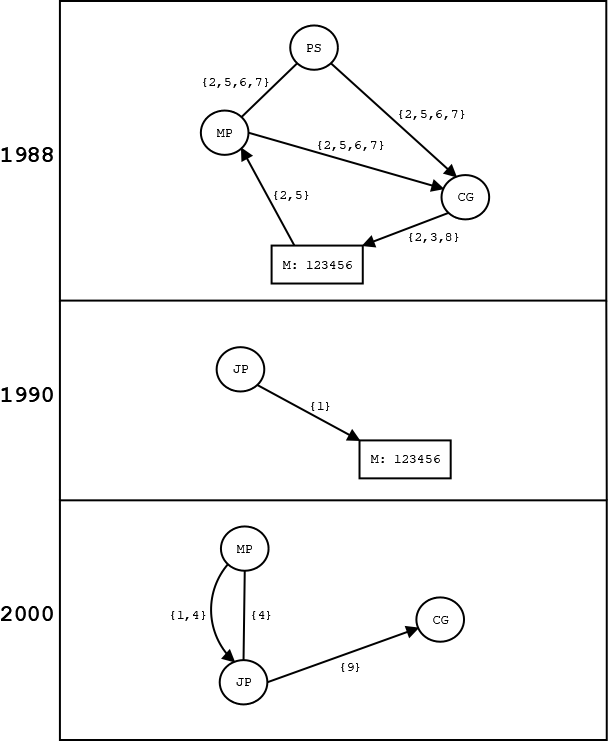 PS
{2,5,6,7}
{2,5,6,7}
MP
{2,5,6,7}
1988
{2,5}
CG
{2,3,8}
M: 123456
JP
1990
{1}
M: 123456
MP
2000
{1,4}
{4}
CG
{9}
JP